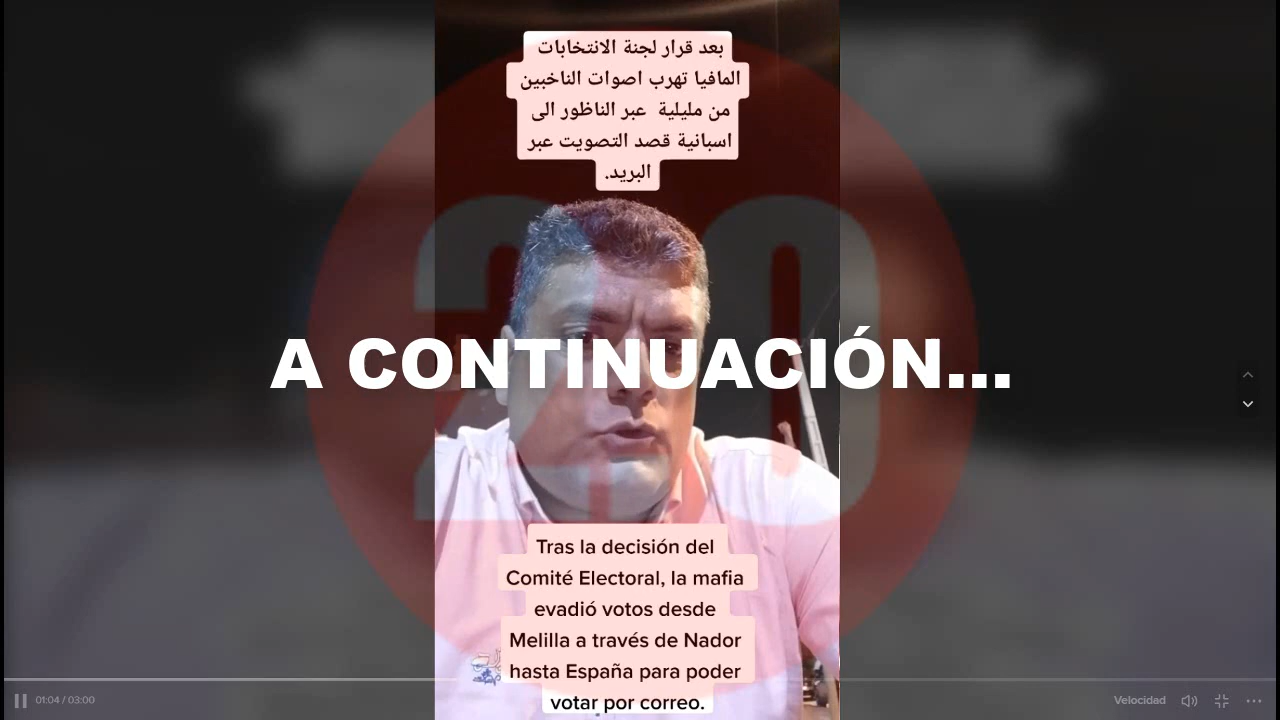 بعد قرار لجنة الانتخابات
المافيا تهرب اصوات الناخبين
من مليلية عبر الناظور الى
اسبانية قصد التصويت عبر
البريد.
20
A CONTINUACIÓN...
Tras la decisión del
Comité Electoral, la mafia
evadió votos desde
Melilla a través de Nador
hasta España para poder
votar por correo.
01:04 / 03:00
Velocidad